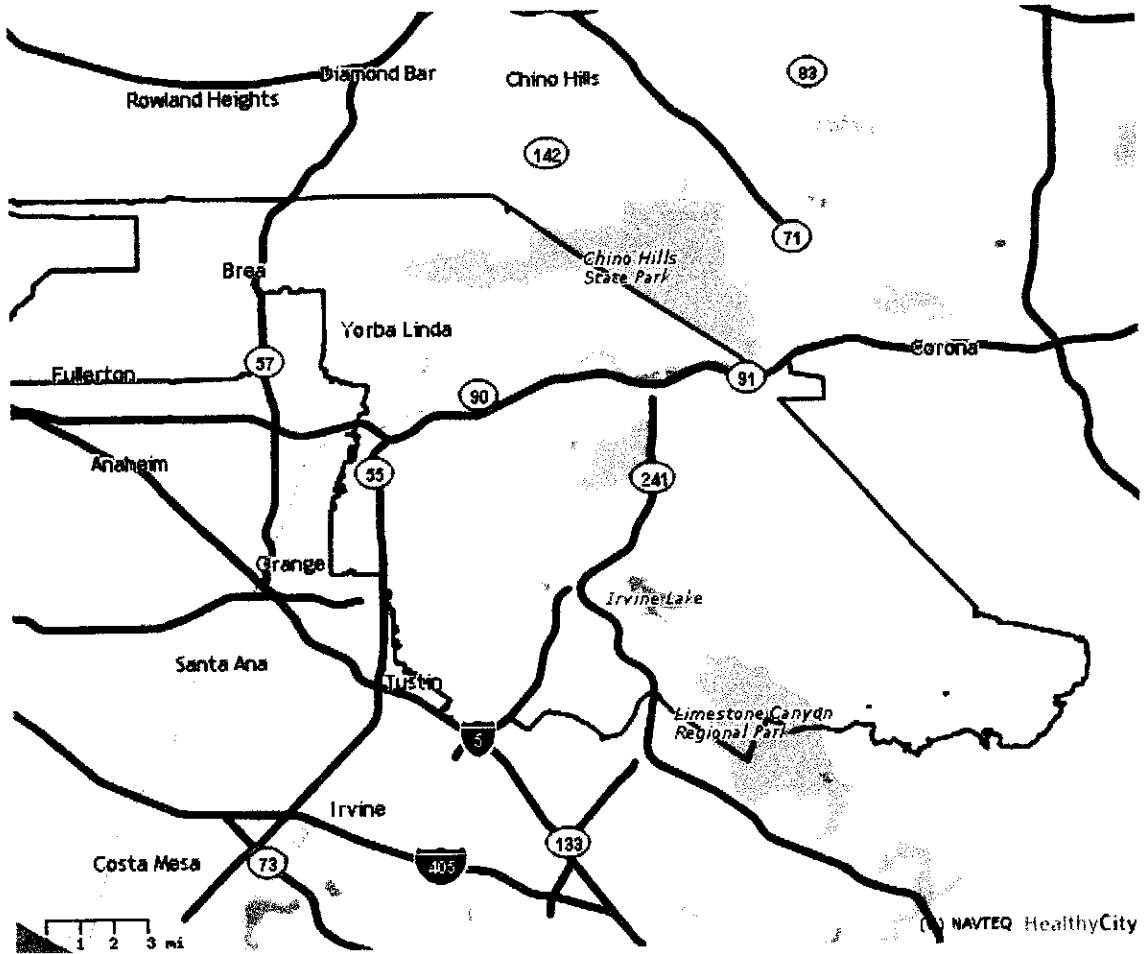 Diamond Bar
Chino Hills
83
Rowland Heights
142
71
Chino Hills
State Park
Brea
Yorba Linda
57
Corona
Fullerton
91
90
Anaheim
55
241
Orange
Irvine Lake
Santa Ana
Tustin
Limestone Canyon
Regional Park
5
Irvine
133
Costa Mesa
73
405
1 2 3 mi
(c) NAVTEQ HealthyCity